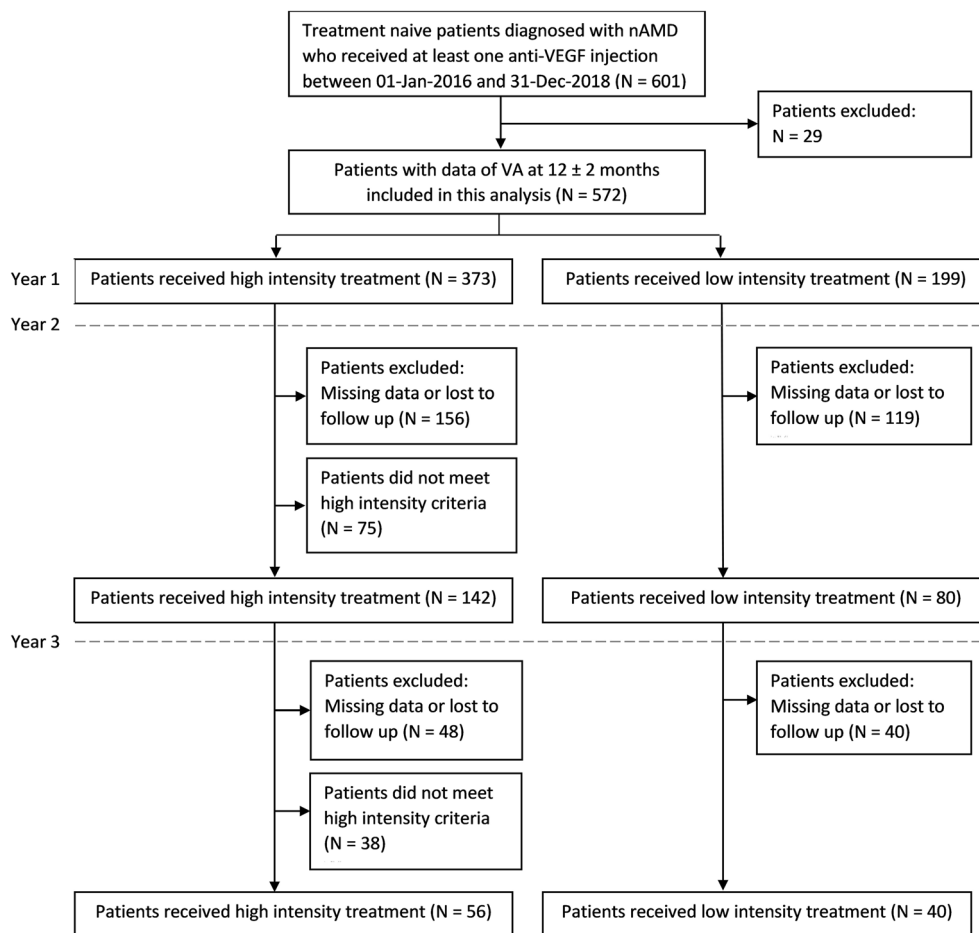 Treatment naive patients diagnosed with nAMD
who received at least one anti-VEGF injection
between 01-Jan-2016 and 31-Dec-2018 (N = 601)
Patients excluded:
N = 29
Patients with data of VA at 12 ± 2 months
included in this analysis (N = 572)
Year 1
Patients received high intensity treatment (N = 373)
Patients received low intensity treatment (N = 199)
Year 2
Patients excluded:
Missing data or lost to
follow up (N = 156)
Patients excluded:
Missing data or lost to
follow up (N = 119)
Patients did not meet
high intensity criteria
(N = 75)
Patients received high intensity treatment (N = 142)
Patients received low intensity treatment (N = 80)
Year 3
Patients excluded:
Missing data or lost to
follow up (N = 48)
Patients excluded:
Missing data or lost to
follow up (N = 40)
Patients did not meet
high intensity criteria
(N = 38)
Patients received high intensity treatment (N = 56)
Patients received low intensity treatment (N = 40)